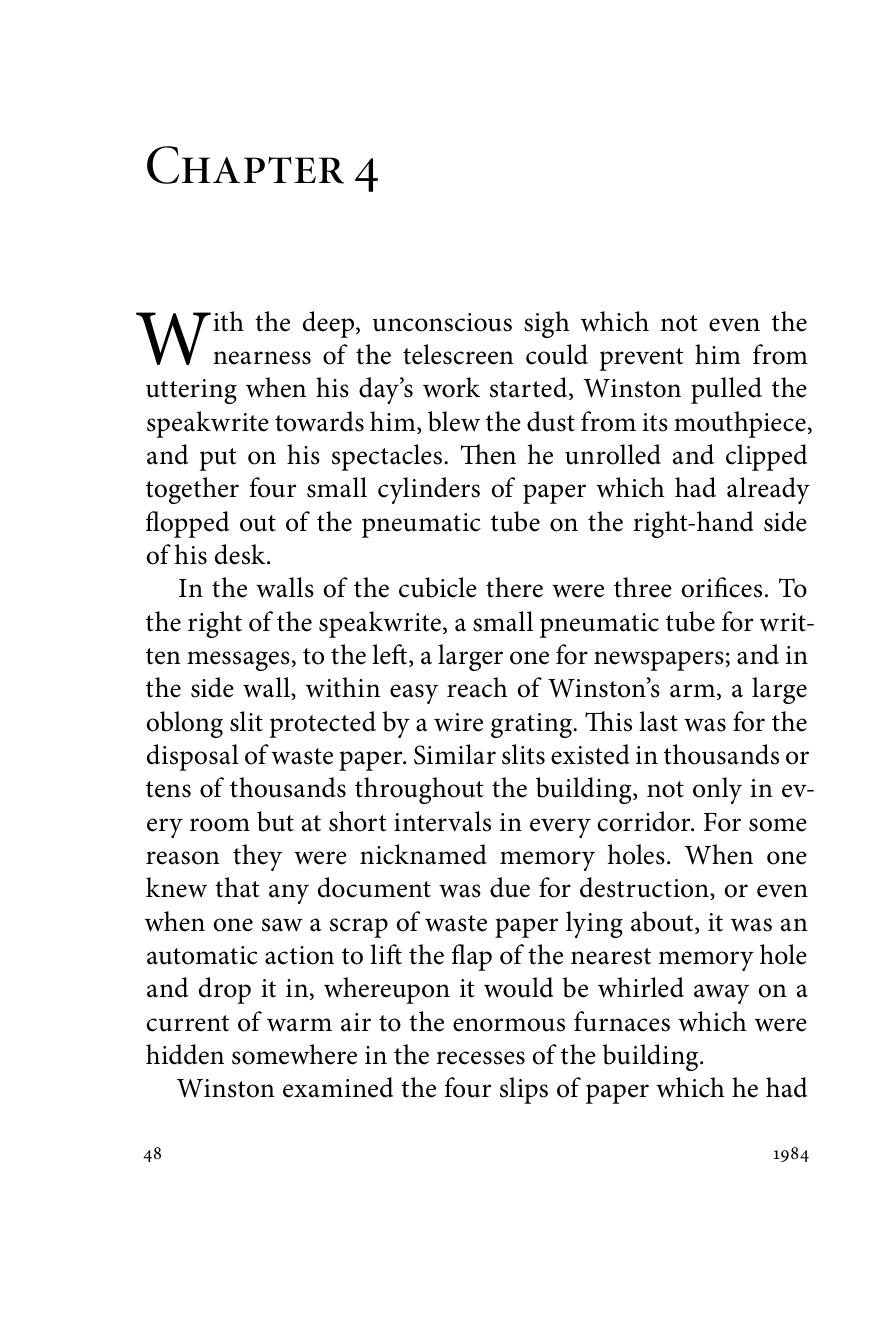 Chapter 4
With the deep, unconscious sigh which not even the
nearness of the telescreen could prevent him from
uttering when his day’s work started, Winston pulled the
speakwrite towards him, blew the dust from its mouthpiece,
and put on his spectacles. Then he unrolled and clipped
together four small cylinders of paper which had already
flopped out of the pneumatic tube on the right-hand side
of his desk.
In the walls of the cubicle there were three orifices. To
the right of the speakwrite, a small pneumatic tube for writ-
ten messages, to the left, a larger one for newspapers; and in
the side wall, within easy reach of Winston’s arm, a large
oblong slit protected by a wire grating. This last was for the
disposal of waste paper. Similar slits existed in thousands or
tens of thousands throughout the building, not only in ev-
ery room but at short intervals in every corridor. For some
reason they were nicknamed memory holes. When one
knew that any document was due for destruction, or even
when one saw a scrap of waste paper lying about, it was an
automatic action to lift the flap of the nearest memory hole
and drop it in, whereupon it would be whirled away on a
current of warm air to the enormous furnaces which were
hidden somewhere in the recesses of the building.
Winston examined the four slips of paper which he had
48 1984